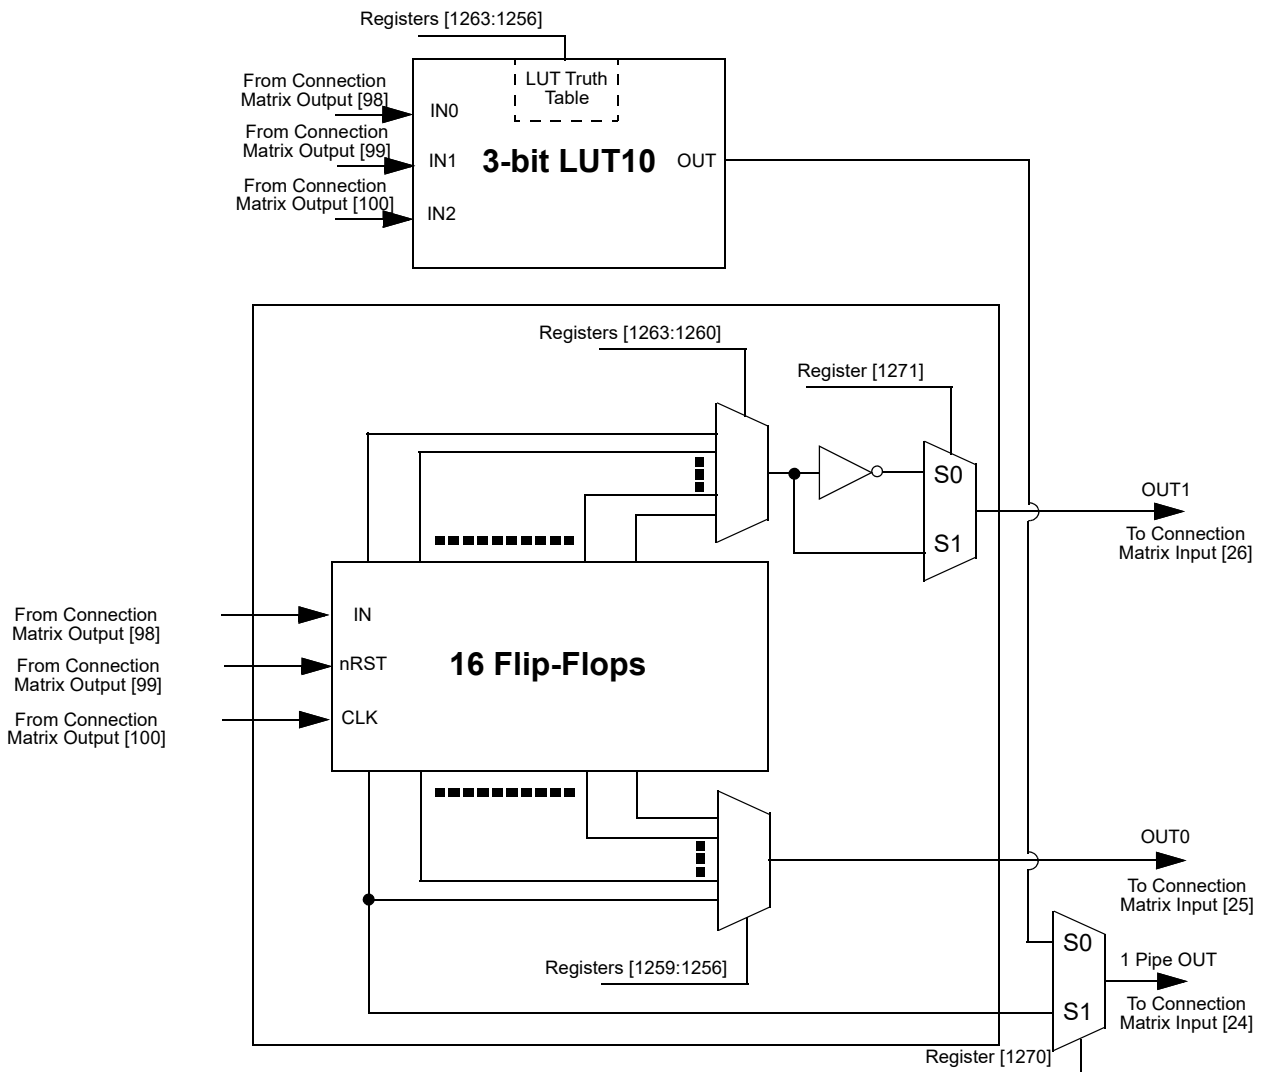 Registers [1263:1256]
From Connection
Matrix Output [98]
LUT Truth
Table
IN0
From Connection
Matrix Output [99]
IN1
3-bit LUT10
OUT
From Connection
Matrix Output [100]
IN2
Registers [1263:1260]
Register [1271]
S0
S1
OUT1
To Connection
Matrix Input [26]
From Connection
Matrix Output [98]
IN
From Connection
Matrix Output [99]
nRST
16 Flip-Flops
From Connection
Matrix Output [100]
CLK
OUT0
To Connection
Matrix Input [25]
Registers [1259:1256]
S0
1 Pipe OUT
S1
To Connection
Matrix Input [24]
Register [1270]